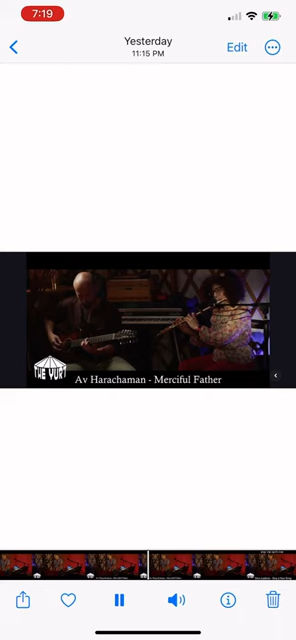 7:19
Yesterday
11:15 PM
Edit
THE YURT
Av Harachaman - Merciful Father